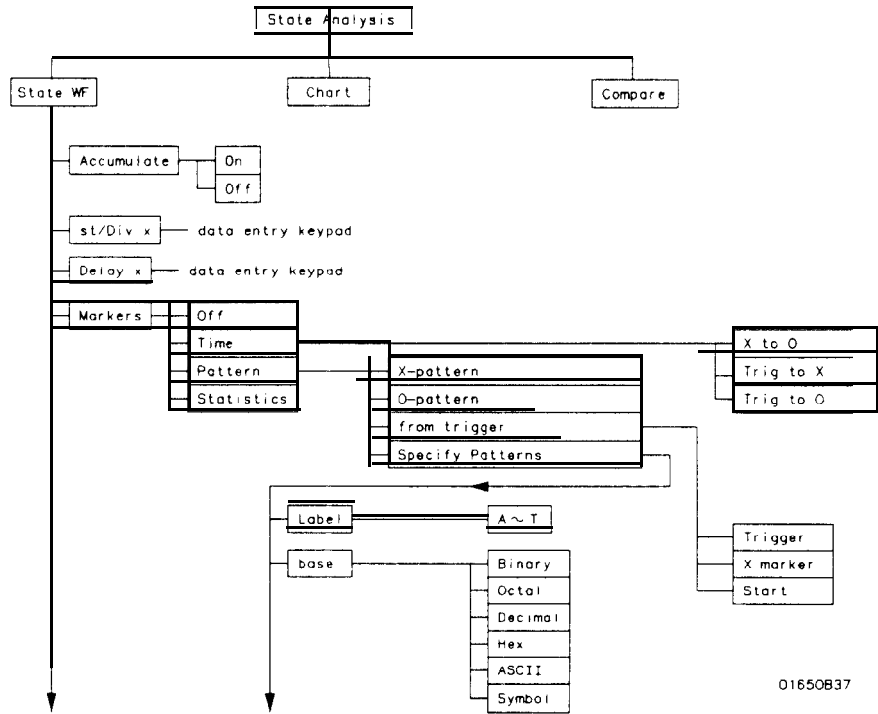 State Analysis
State WF
Chart
Compare
Accumulate
On
Off
st/Div x
data entry keypad
Delay x
data entry keypad
Markers
Off
Time
X to O
Pattern
X-pattern
Trig to X
Statistics
O-pattern
Trig to O
from trigger
Specify Patterns
Label
A~T
Trigger
base
Binary
X marker
Octal
Start
Decimal
Hex
ASCII
Symbol
01650B37